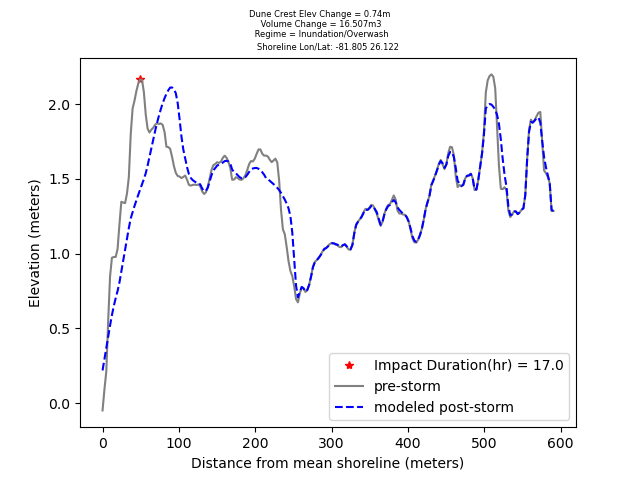 Dune Crest Elev Change = 0.74m
Volume Change = 16.507m3
Regime = Inundation/Overwash
Shoreline Lon/Lat: -81.805 26.122
2.0
1.5
1.0
0.5
0.0
Elevation (meters)
Impact Duration(hr) = 17.0
pre-storm
modeled post-storm
0 100 200 300 400 500 600
Distance from mean shoreline (meters)